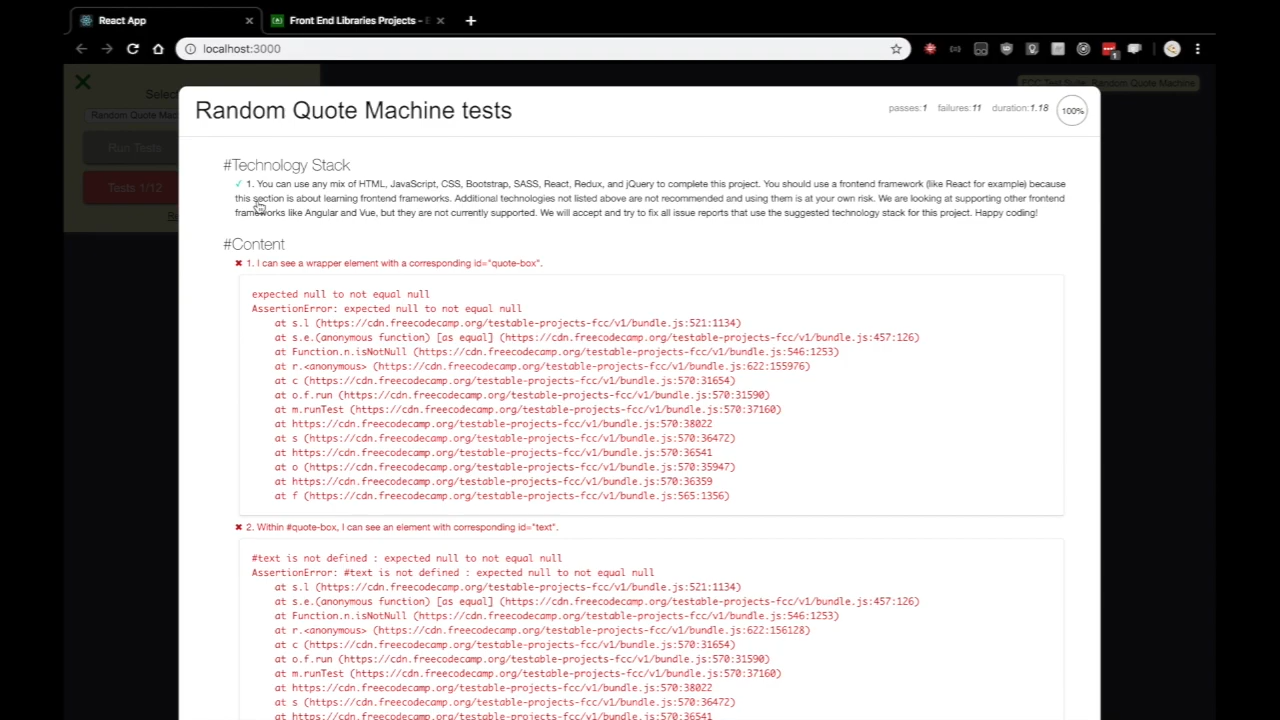 React App
Front End Libraries Projects -
localhost:3000
Selec
FCC Test Suite: Random Quote Machine
Random Quote Mac
Run Tests
Tests 1/12
Random Quote Machine tests
passes:1 failures:11 duration:1.18 100%
#Technology Stack
✓ 1. You can use any mix of HTML, JavaScript, CSS, Bootstrap, SASS, React, Redux, and jQuery to complete this project. You should use a frontend framework (like React for example) because
this section is about learning frontend frameworks. Additional technologies not listed above are not recommended and using them is at your own risk. We are looking at supporting other frontend
frameworks like Angular and Vue, but they are not currently supported. We will accept and try to fix all issue reports that use the suggested technology stack for this project. Happy coding!
#Content
✖ 1. I can see a wrapper element with a corresponding id="quote-box".
expected null to not equal null
AssertionError: expected null to not equal null
at s.l (https://cdn.freecodecamp.org/testable-projects-fcc/v1/bundle.js:521:1134)
at s.e.(anonymous function) [as equal] (https://cdn.freecodecamp.org/testable-projects-fcc/v1/bundle.js:457:126)
at Function.n.isNotNull (https://cdn.freecodecamp.org/testable-projects-fcc/v1/bundle.js:546:1253)
at r.<anonymous> (https://cdn.freecodecamp.org/testable-projects-fcc/v1/bundle.js:622:155976)
at c (https://cdn.freecodecamp.org/testable-projects-fcc/v1/bundle.js:570:31654)
at o.f.run (https://cdn.freecodecamp.org/testable-projects-fcc/v1/bundle.js:570:31590)
at m.runTest (https://cdn.freecodecamp.org/testable-projects-fcc/v1/bundle.js:570:37160)
at https://cdn.freecodecamp.org/testable-projects-fcc/v1/bundle.js:570:38022
at s (https://cdn.freecodecamp.org/testable-projects-fcc/v1/bundle.js:570:36472)
at https://cdn.freecodecamp.org/testable-projects-fcc/v1/bundle.js:570:36541
at o (https://cdn.freecodecamp.org/testable-projects-fcc/v1/bundle.js:570:35947)
at https://cdn.freecodecamp.org/testable-projects-fcc/v1/bundle.js:570:36359
at f (https://cdn.freecodecamp.org/testable-projects-fcc/v1/bundle.js:565:1356)
✖ 2. Within #quote-box, I can see an element with corresponding id="text".
#text is not defined : expected null to not equal null
AssertionError: #text is not defined : expected null to not equal null
at s.l (https://cdn.freecodecamp.org/testable-projects-fcc/v1/bundle.js:521:1134)
at s.e.(anonymous function) [as equal] (https://cdn.freecodecamp.org/testable-projects-fcc/v1/bundle.js:457:126)
at Function.n.isNotNull (https://cdn.freecodecamp.org/testable-projects-fcc/v1/bundle.js:546:1253)
at r.<anonymous> (https://cdn.freecodecamp.org/testable-projects-fcc/v1/bundle.js:622:156128)
at c (https://cdn.freecodecamp.org/testable-projects-fcc/v1/bundle.js:570:31654)
at o.f.run (https://cdn.freecodecamp.org/testable-projects-fcc/v1/bundle.js:570:31590)
at m.runTest (https://cdn.freecodecamp.org/testable-projects-fcc/v1/bundle.js:570:37160)
at https://cdn.freecodecamp.org/testable-projects-fcc/v1/bundle.js:570:38022
at s (https://cdn.freecodecamp.org/testable-projects-fcc/v1/bundle.js:570:36472)
at https://cdn.freecodecamp.org/testable-projects-fcc/v1/bundle.js:570:36541